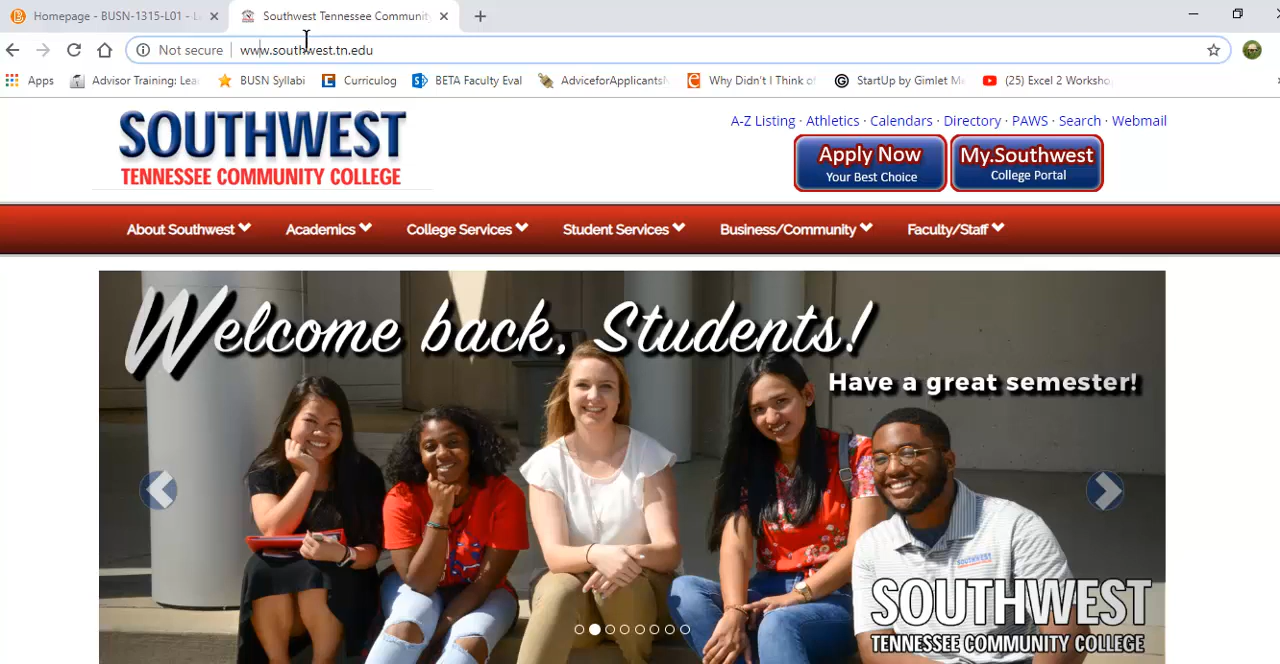 Homepage - BUSN-1315-L01 - L
Southwest Tennessee Community
Not secure
www.southwest.tn.edu
Apps
Advisor Training: Lea
BUSN Syllabi
Curriculog
BETA Faculty Eval
AdviceforApplicants
Why Didn't I Think of
StartUp by Gimlet Me
(25) Excel 2 Worksho
SOUTHWEST
TENNESSEE COMMUNITY COLLEGE
A-Z Listing · Athletics · Calendars · Directory · PAWS · Search · Webmail
Apply Now
Your Best Choice
My.Southwest
College Portal
About Southwest
Academics
College Services
Student Services
Business/Community
Faculty/Staff
Welcome back, Students!
Have a great semester!
SOUTHWEST
SOUTHWEST
TENNESSEE COMMUNITY COLLEGE